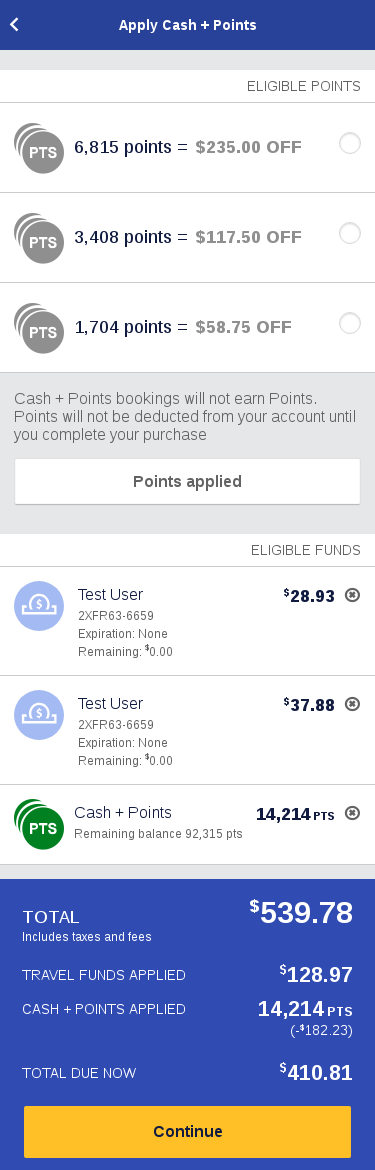 Apply Cash + Points
ELIGIBLE POINTS
PTS 6,815 points = $235.00 OFF
PTS 3,408 points = $117.50 OFF
PTS 1,704 points = $58.75 OFF
Cash + Points bookings will not earn Points.
Points will not be deducted from your account until
you complete your purchase
Points applied
ELIGIBLE FUNDS
$ Test User $28.93
2XFR63-6659
Expiration: None
Remaining: $0.00
$ Test User $37.88
2XFR63-6659
Expiration: None
Remaining: $0.00
PTS Cash + Points 14,214 PTS
Remaining balance 92,315 pts
TOTAL $539.78
Includes taxes and fees
TRAVEL FUNDS APPLIED $128.97
CASH + POINTS APPLIED 14,214 PTS
(-$182.23)
TOTAL DUE NOW $410.81
Continue